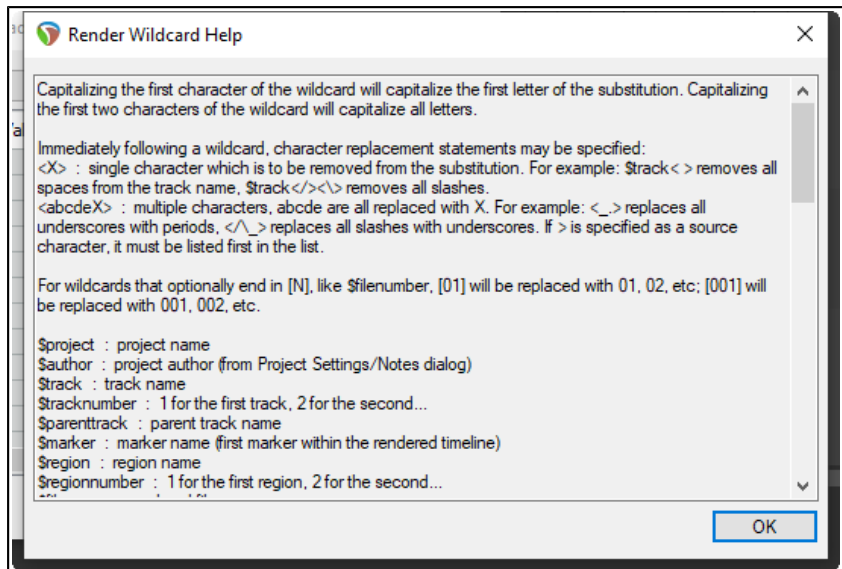 Render Wildcard Help
Capitalizing the first character of the wildcard will capitalize the first letter of the substitution. Capitalizing
the first two characters of the wildcard will capitalize all letters.
Immediately following a wildcard, character replacement statements may be specified:
<X>  : single character which is to be removed from the substitution. For example: $track< > removes all
spaces from the track name, $track</><\> removes all slashes.
<abcdeX>  : multiple characters, abcde are all replaced with X. For example: <_.> replaces all
underscores with periods, </\_> replaces all slashes with underscores. If > is specified as a source
character, it must be listed first in the list.
For wildcards that optionally end in [N], like $filenumber, [01] will be replaced with 01, 02, etc; [001] will
be replaced with 001, 002, etc.
$project  : project name
$author  : project author (from Project Settings/Notes dialog)
$track  : track name
$tracknumber  : 1 for the first track, 2 for the second...
$parenttrack  : parent track name
$marker  : marker name (first marker within the rendered timeline)
$region  : region name
$regionnumber  : 1 for the first region, 2 for the second...
OK